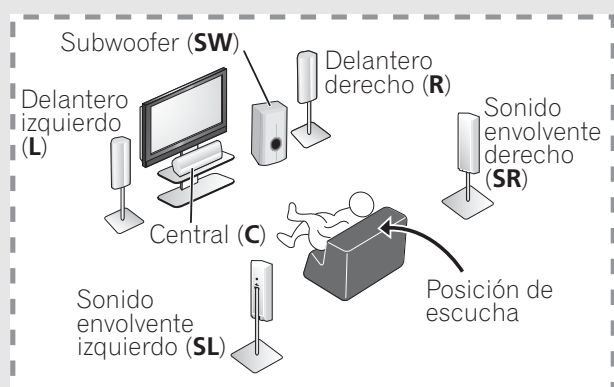 Subwoofer (SW)
Delantero
derecho (R)
Delantero
izquierdo
(L)
Sonido
envolvente
derecho
(SR)
Central (C)
Posición de
escucha
Sonido
envolvente
izquierdo (SL)